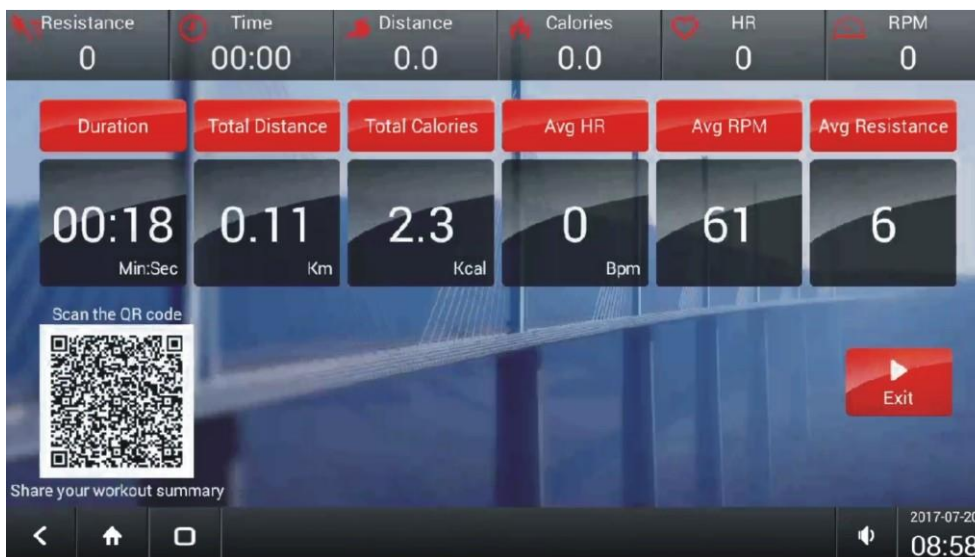 Resistance Time Distance Calories HR RPM
0 00:00 0.0 0.0 0 0
Duration Total Distance Total Calories Avg HR Avg RPM Avg Resistance
00:18 0.11 2.3 0 61 6
Min:Sec Km Kcal Bpm
Scan the QR code
Exit
Share your workout summary
2017-07-20
08:58